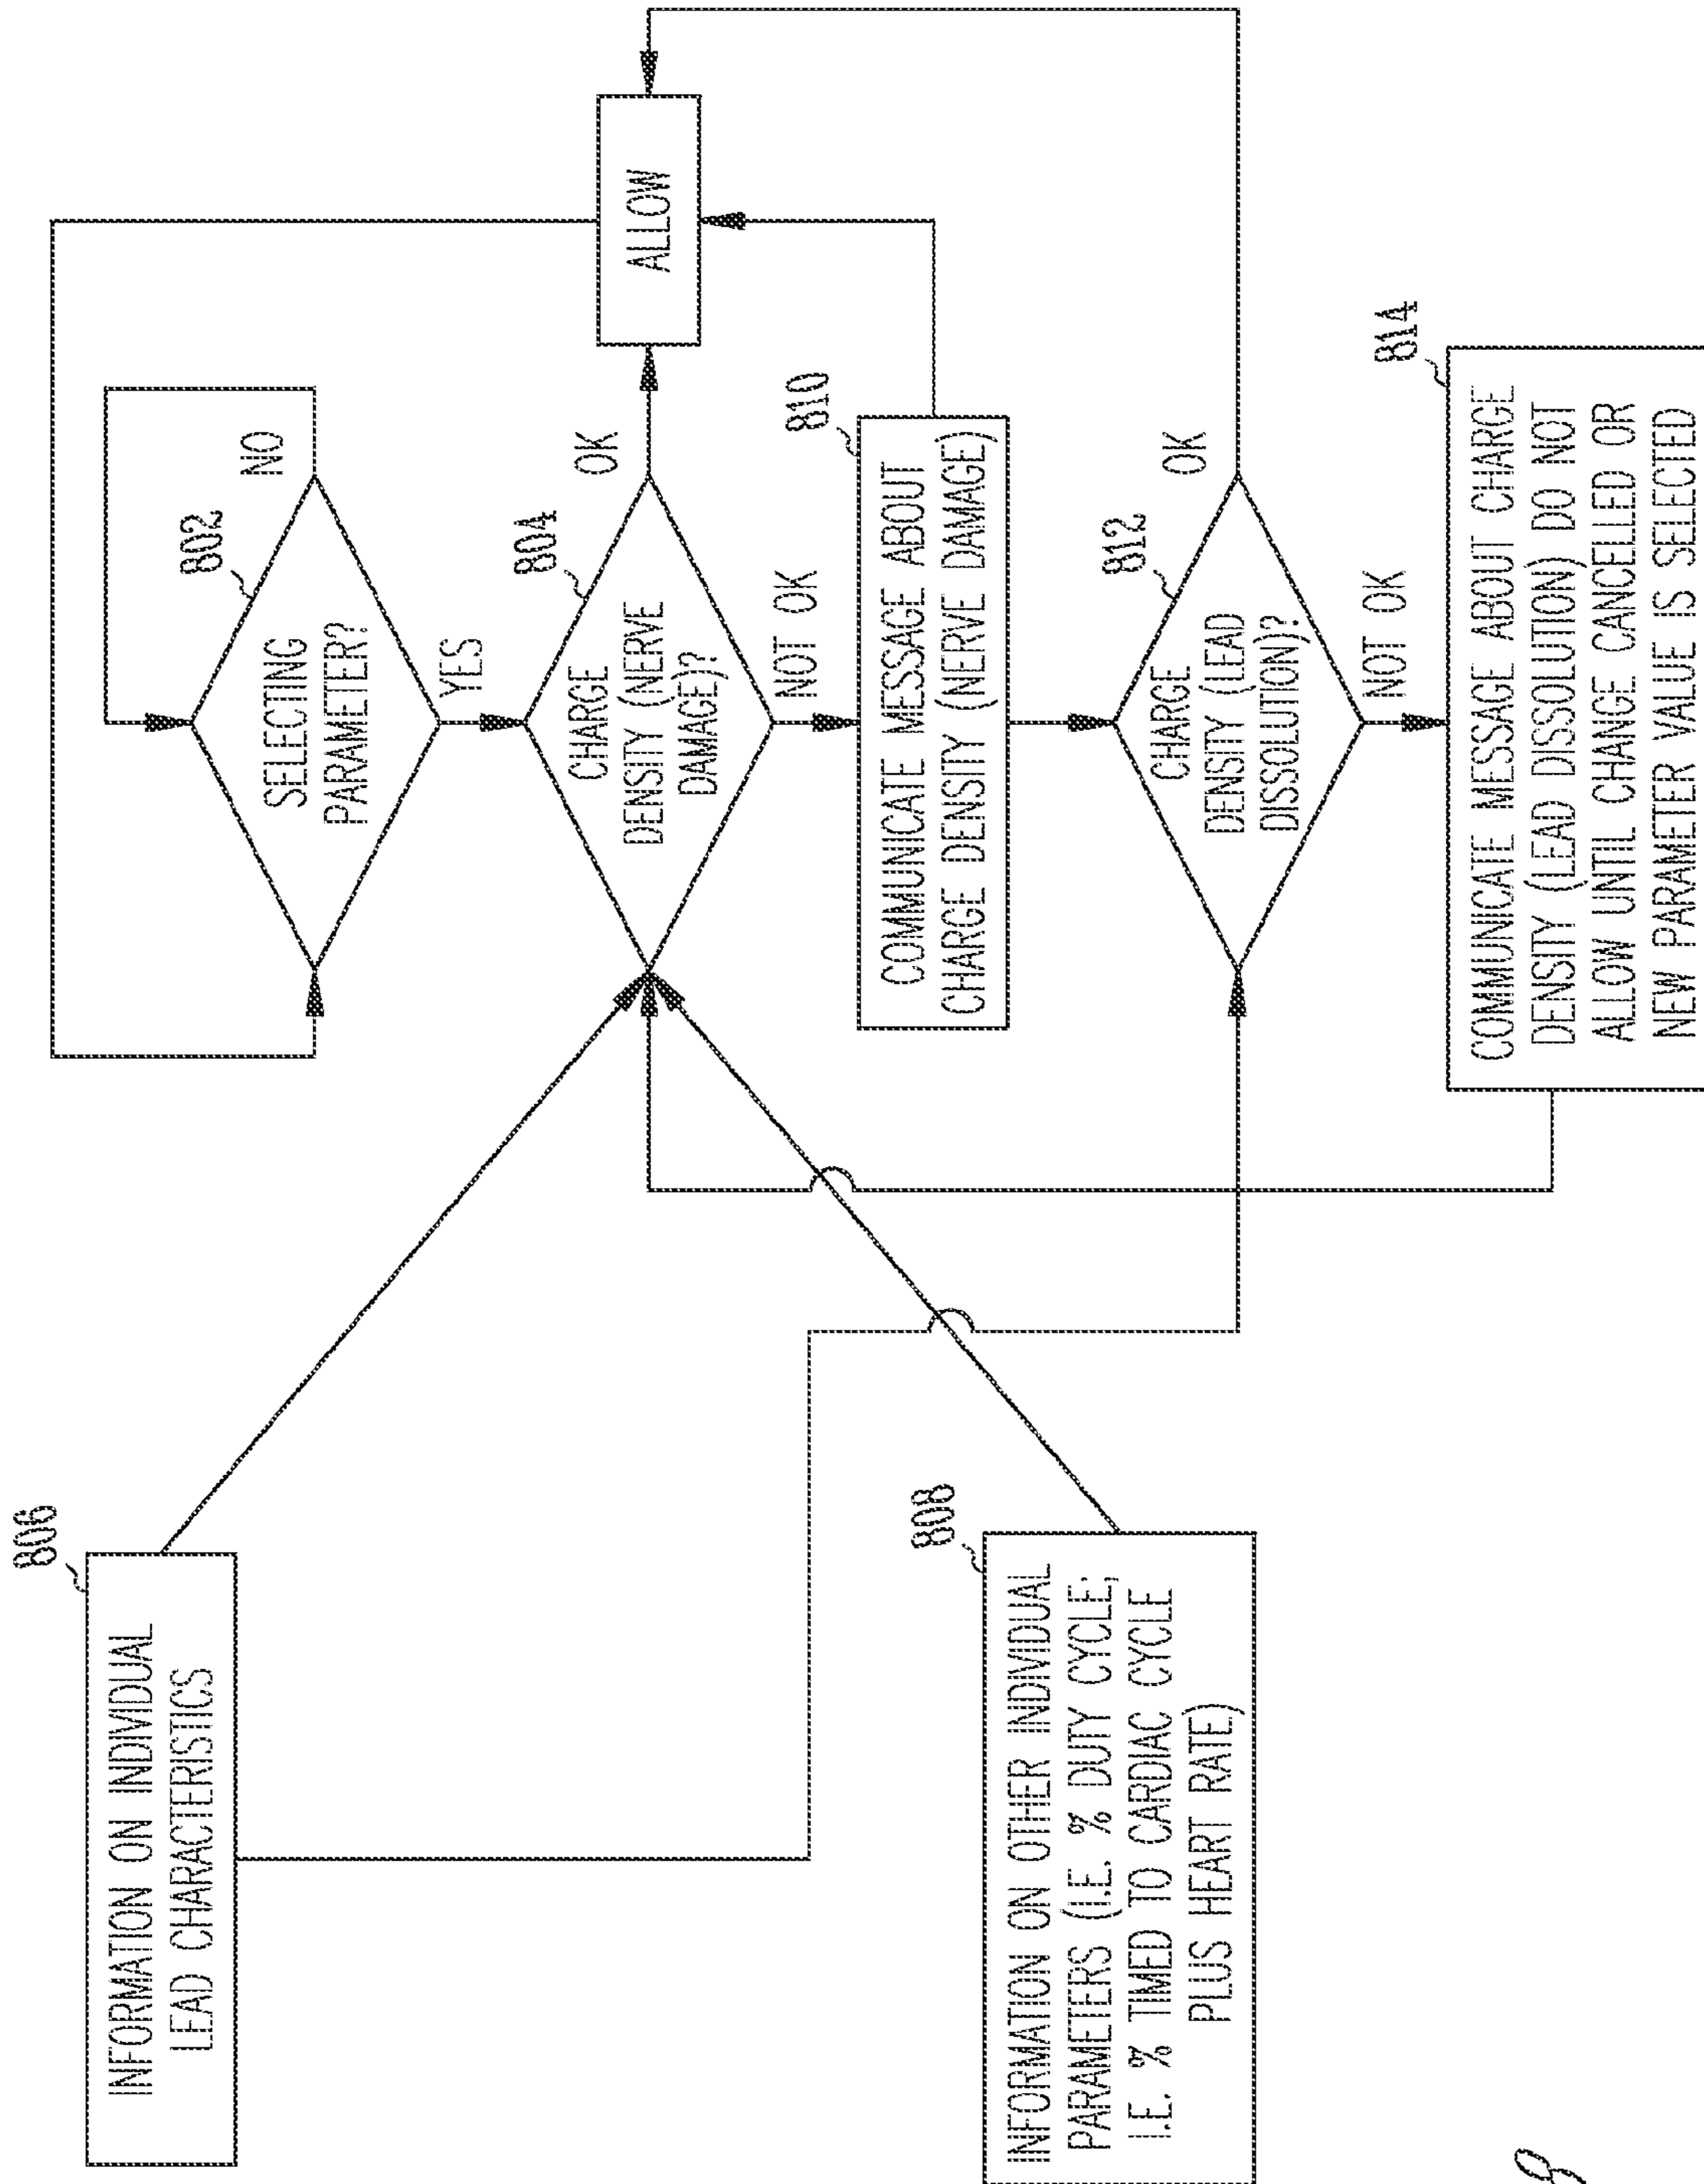 806
INFORMATION ON INDIVIDUAL
LEAD CHARACTERISTICS
808
INFORMATION ON OTHER INDIVIDUAL
PARAMETERS (I.E. % DUTY CYCLE;
I.E. % TIMED TO CARDIAC CYCLE
PLUS HEART RATE)
802
SELECTING
PARAMETER?
NO
YES
804
CHARGE
DENSITY (NERVE
DAMAGE)?
OK
NOT OK
ALLOW
810
COMMUNICATE MESSAGE ABOUT
CHARGE DENSITY (NERVE DAMAGE)
812
CHARGE
DENSITY (LEAD
DISSOLUTION)?
OK
NOT OK
814
COMMUNICATE MESSAGE ABOUT CHARGE
DENSITY (LEAD DISSOLUTION) DO NOT
ALLOW UNTIL CHANGE CANCELLED OR
NEW PARAMETER VALUE IS SELECTED
8